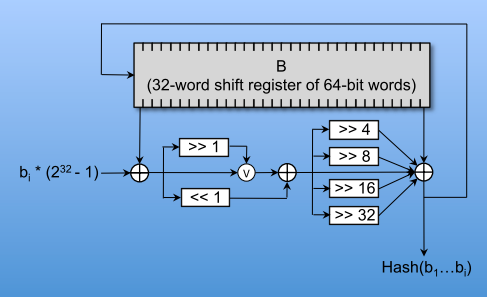 B
(32-word shift register of 64-bit words)
>> 4
>> 1
>> 8
bᵢ * (2³² - 1)
v
>> 16
<< 1
>> 32
Hash(b₁…bᵢ)